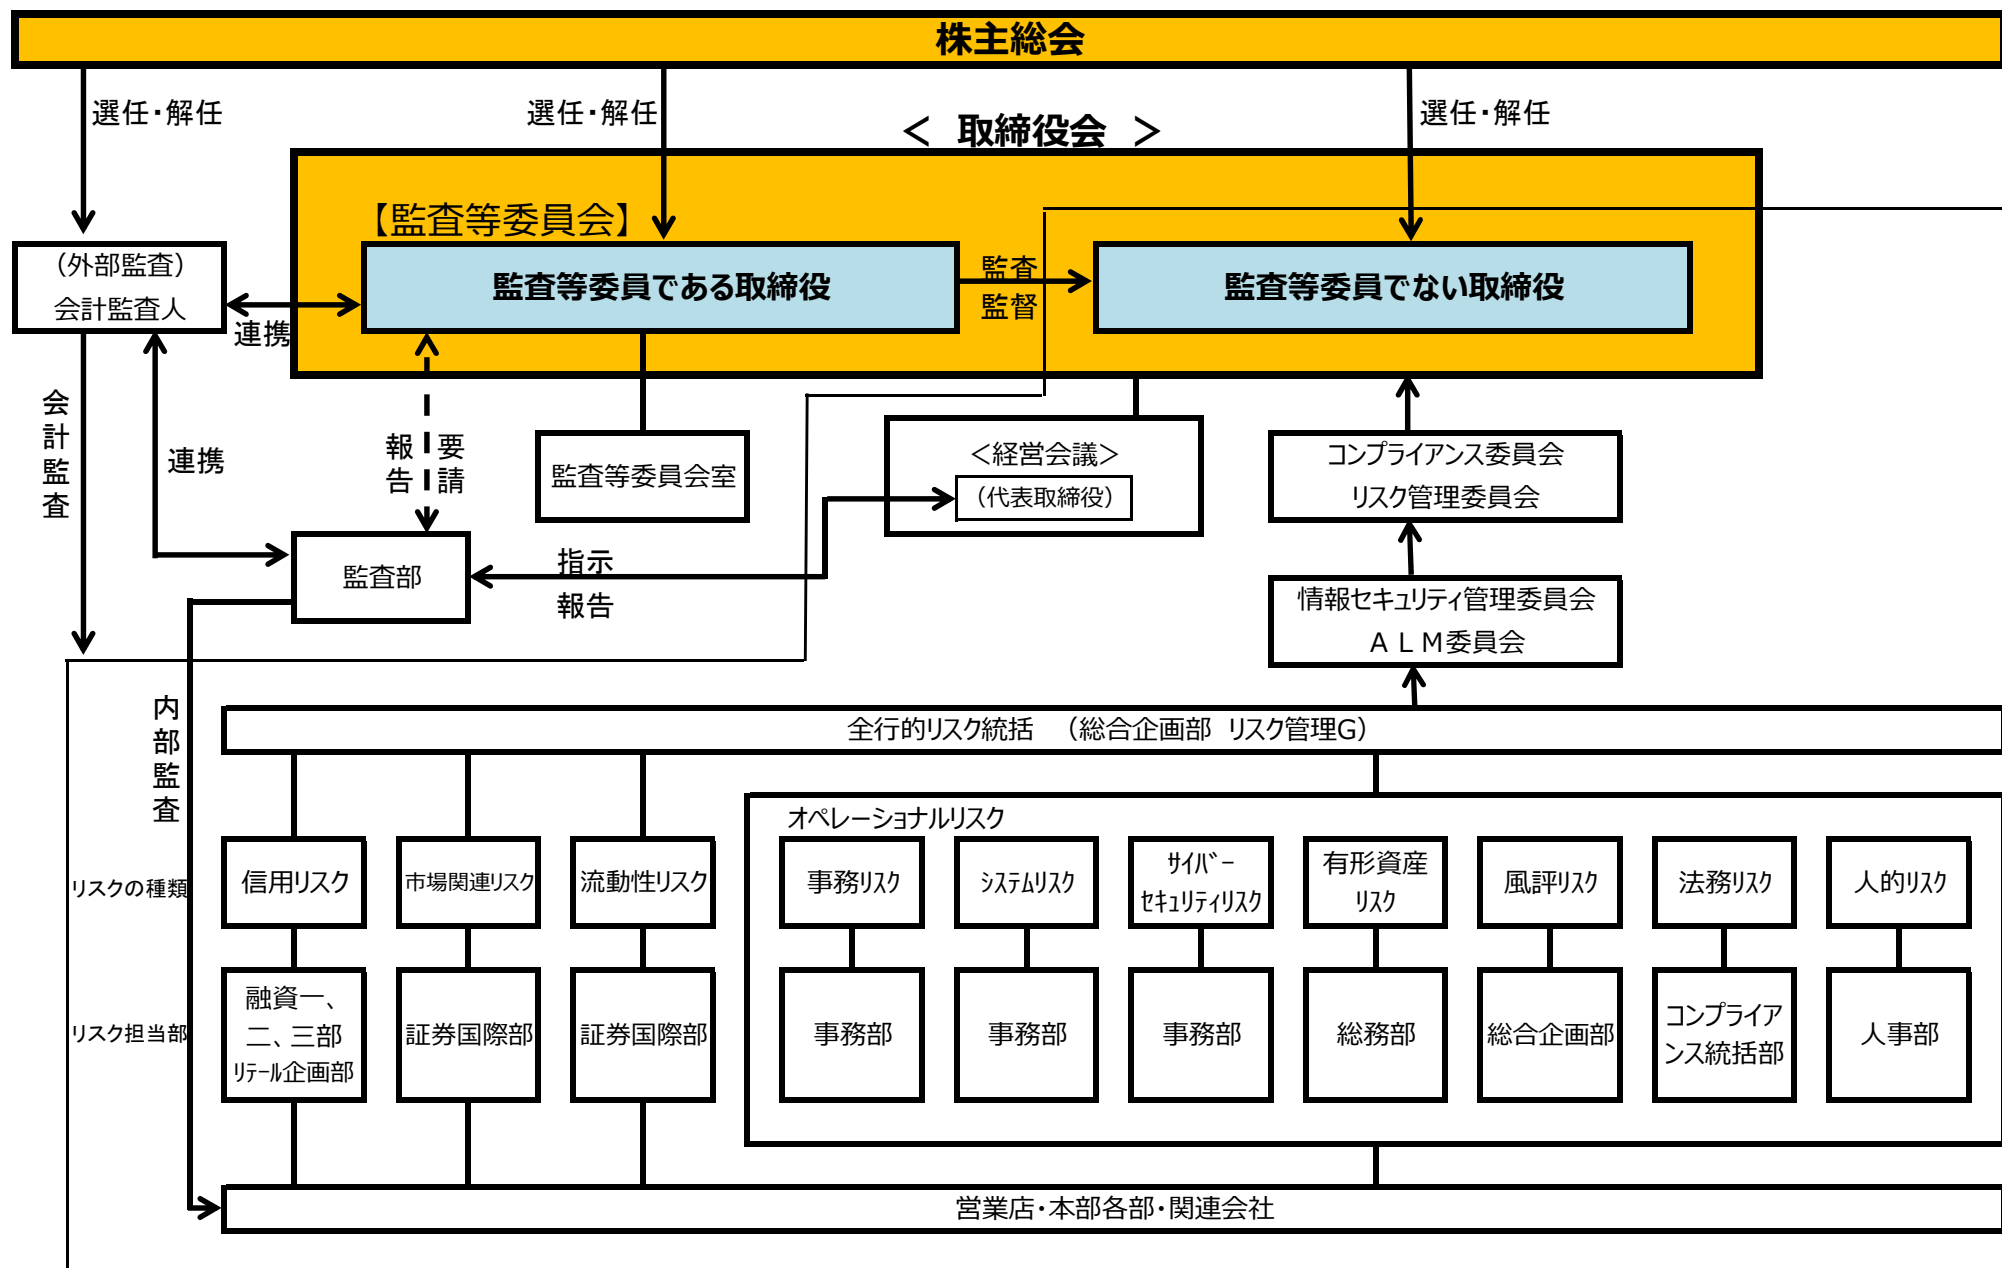 株主総会
選任・解任
選任・解任
選任・解任
＜ 取締役会 ＞
【監査等委員会】
（外部監査）
会計監査人
監査等委員である取締役
監査
監督
監査等委員でない取締役
連携
会計監査
連携
報告
要請
監査等委員会室
＜経営会議＞
（代表取締役）
コンプライアンス委員会
リスク管理委員会
監査部
指示
報告
情報セキュリティ管理委員会
ＡＬＭ委員会
内部監査
全行的リスク統括 （総合企画部 リスク管理G）
オペレーショナルリスク
リスクの種類
信用リスク
市場関連リスク
流動性リスク
事務リスク
システムリスク
サイバー
セキュリティリスク
有形資産
リスク
風評リスク
法務リスク
人的リスク
リスク担当部
融資一、
二、三部
リテール企画部
証券国際部
証券国際部
事務部
事務部
事務部
総務部
総合企画部
コンプライア
ンス統括部
人事部
営業店・本部各部・関連会社